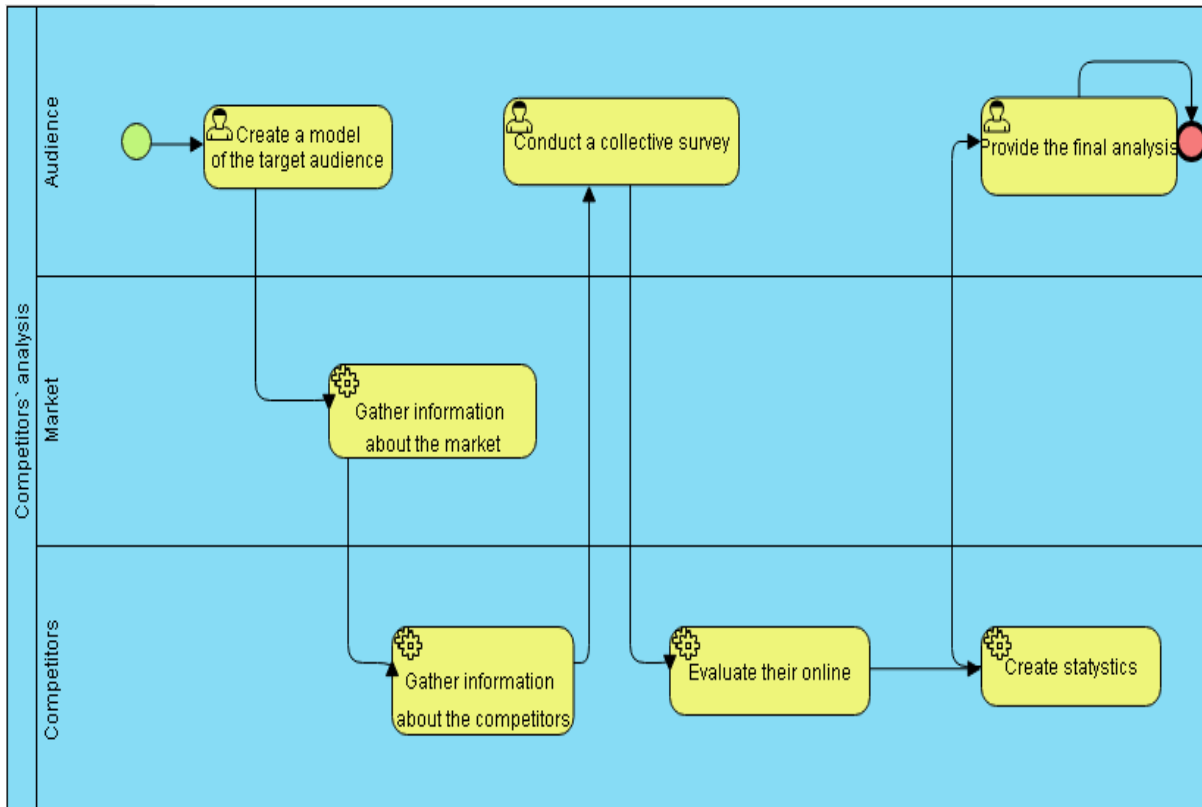 Competitors` analysis
Audience
Create a model
of the target audience
Conduct a collective survey
Provide the final analysis
Market
Gather information
about the market
Competitors
Gather information
about the competitors
Evaluate their online
Create statystics